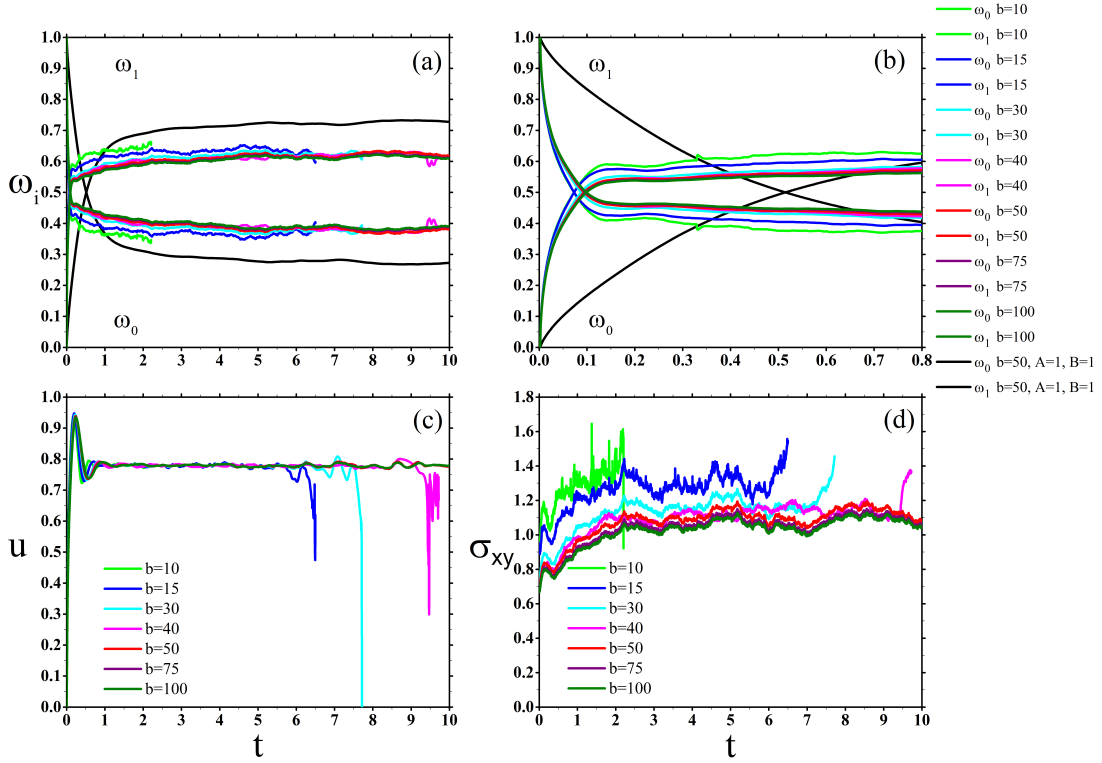 (a)
ω1
ω0
ωi
1.0
0.9
0.8
0.7
0.6
0.5
0.4
0.3
0.2
0.1
0.0
0 1 2 3 4 5 6 7 8 9 10
(b)
ω1
ω0
1.0
0.9
0.8
0.7
0.6
0.5
0.4
0.3
0.2
0.1
0.0
0.0 0.1 0.2 0.3 0.4 0.5 0.6 0.7 0.8
ω0 b=10
ω1 b=10
ω0 b=15
ω1 b=15
ω0 b=30
ω1 b=30
ω0 b=40
ω1 b=40
ω0 b=50
ω1 b=50
ω0 b=75
ω1 b=75
ω0 b=100
ω1 b=100
ω0 b=50, A=1, B=1
ω1 b=50, A=1, B=1
(c)
u
1.0
0.9
0.8
0.7
0.6
0.5
0.4
0.3
0.2
0.1
0.0
b=10
b=15
b=30
b=40
b=50
b=75
b=100
0 1 2 3 4 5 6 7 8 9 10
t
(d)
σxy
1.8
1.6
1.4
1.2
1.0
0.8
0.6
0.4
0.2
0.0
b=10
b=15
b=30
b=40
b=50
b=75
b=100
0 1 2 3 4 5 6 7 8 9 10
t